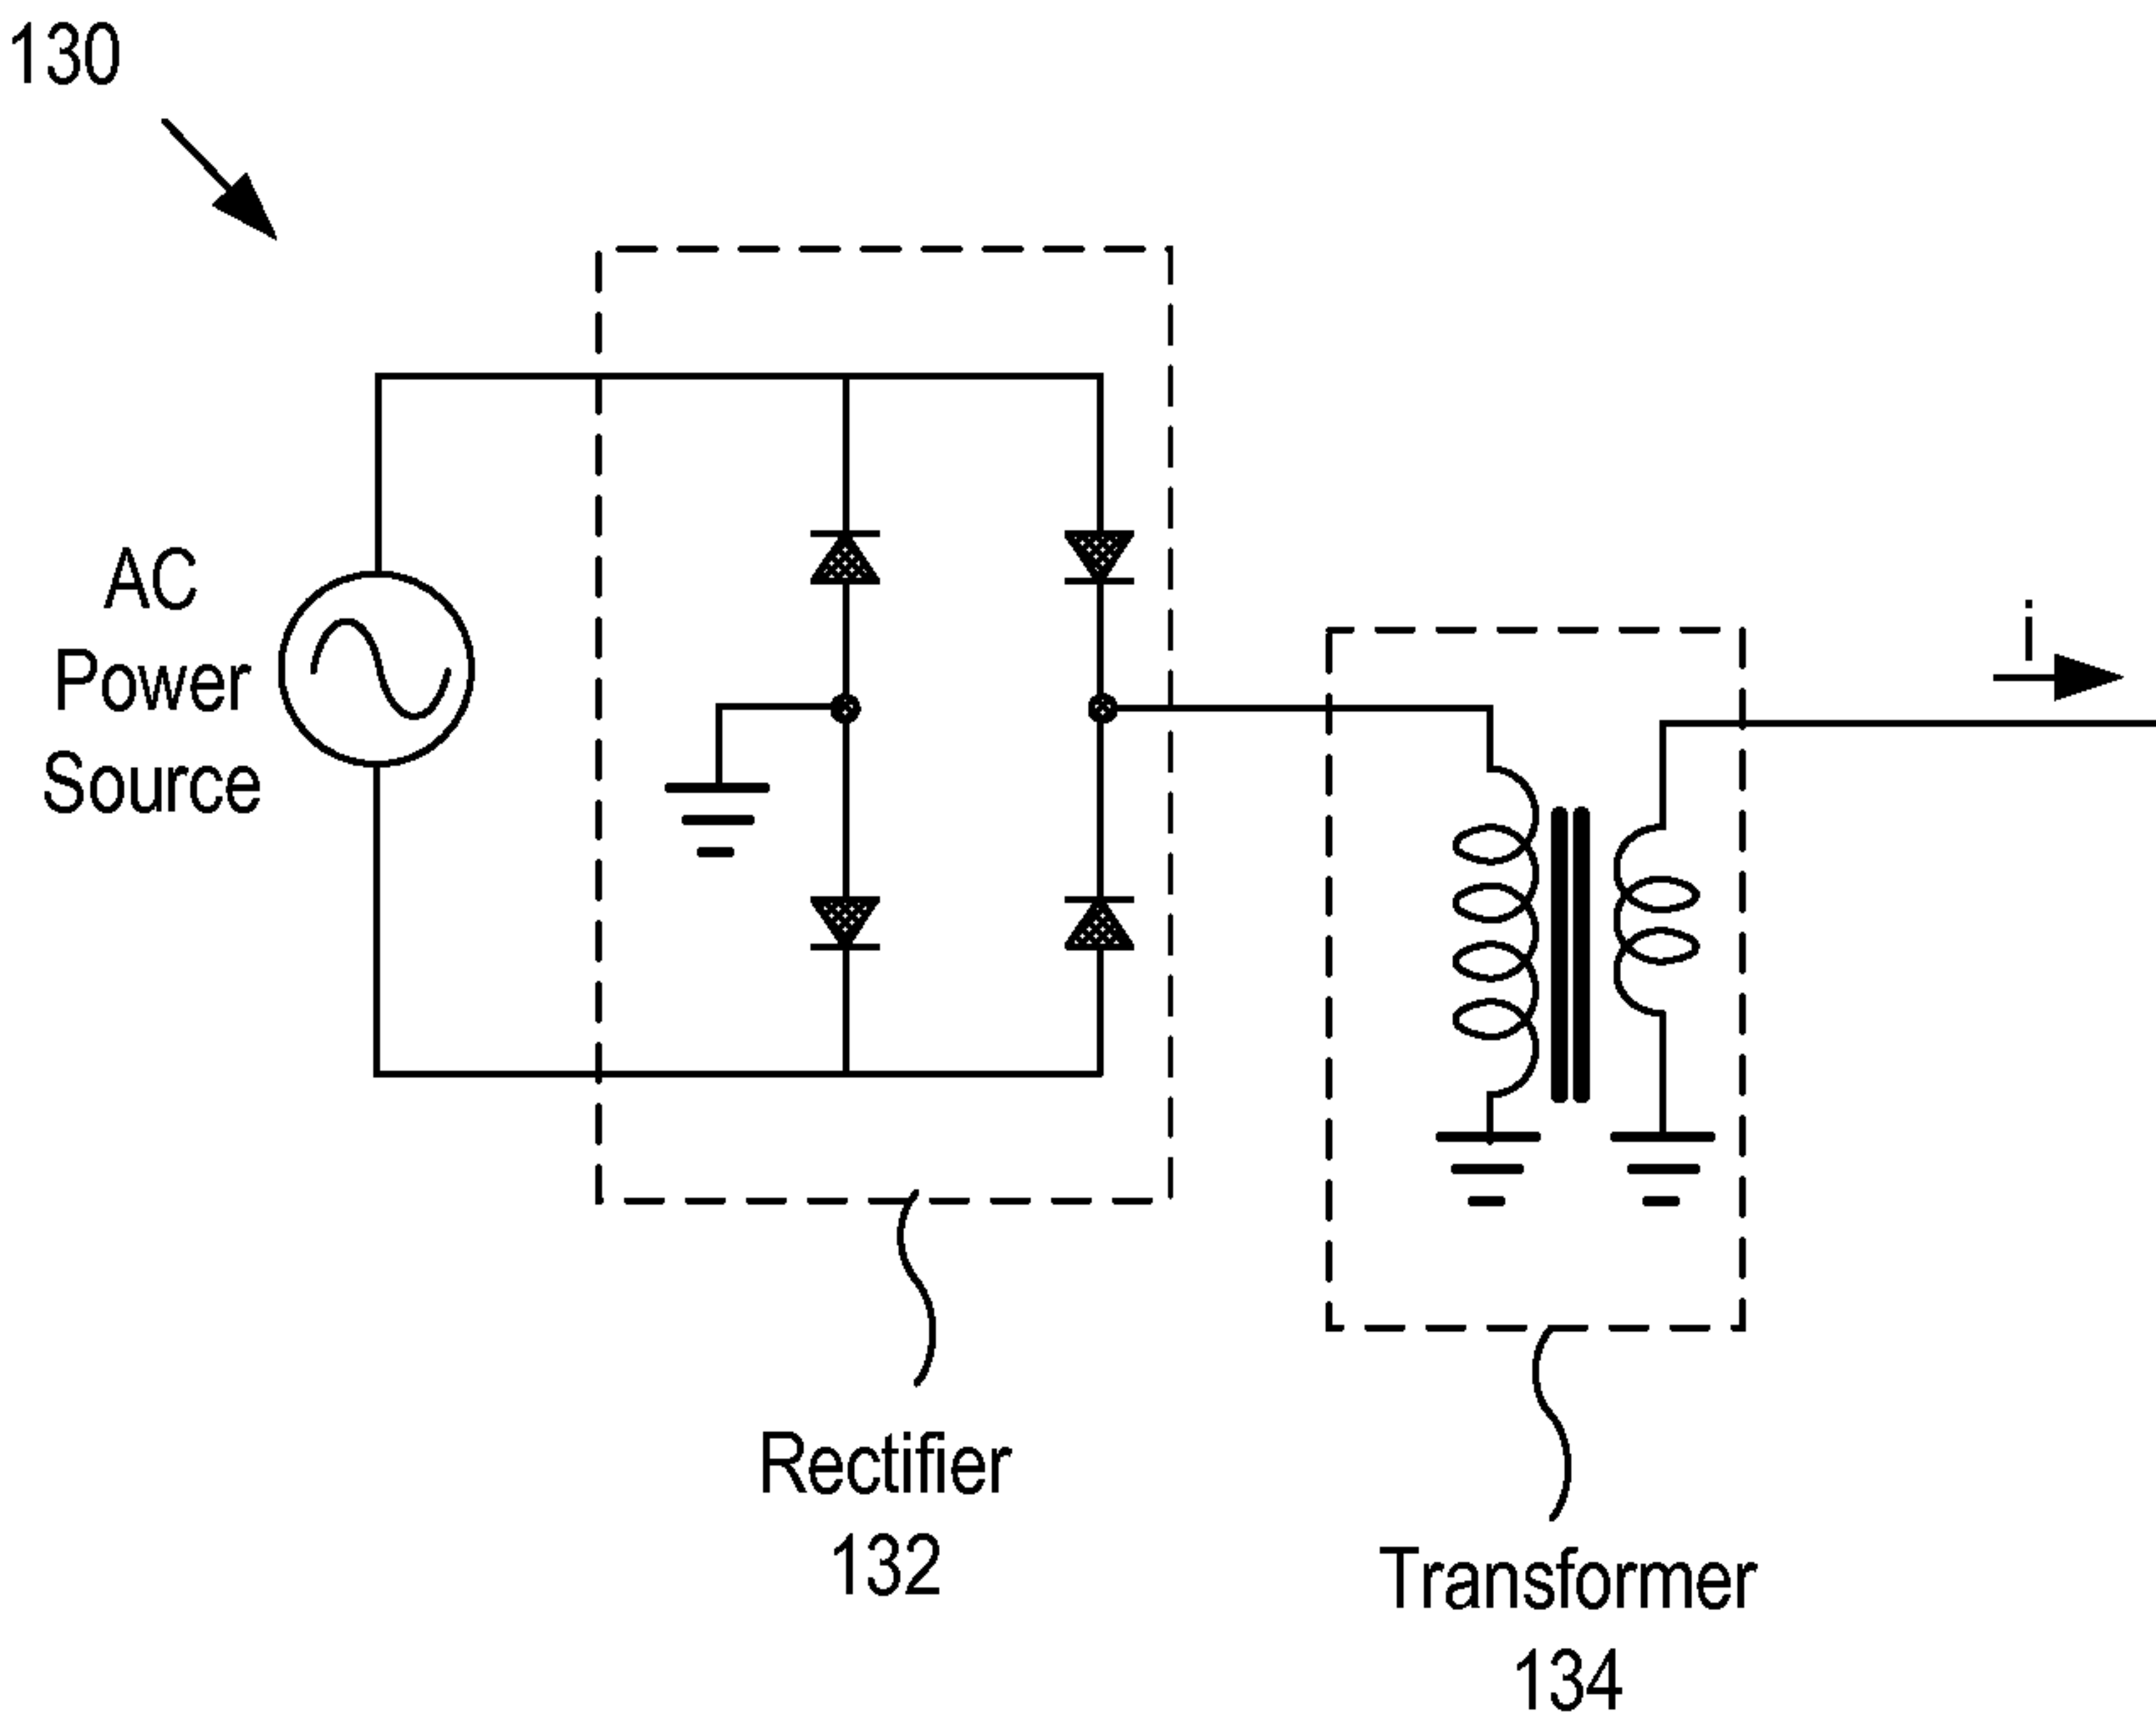 130
AC
Power
Source
i
Rectifier
132
Transformer
134